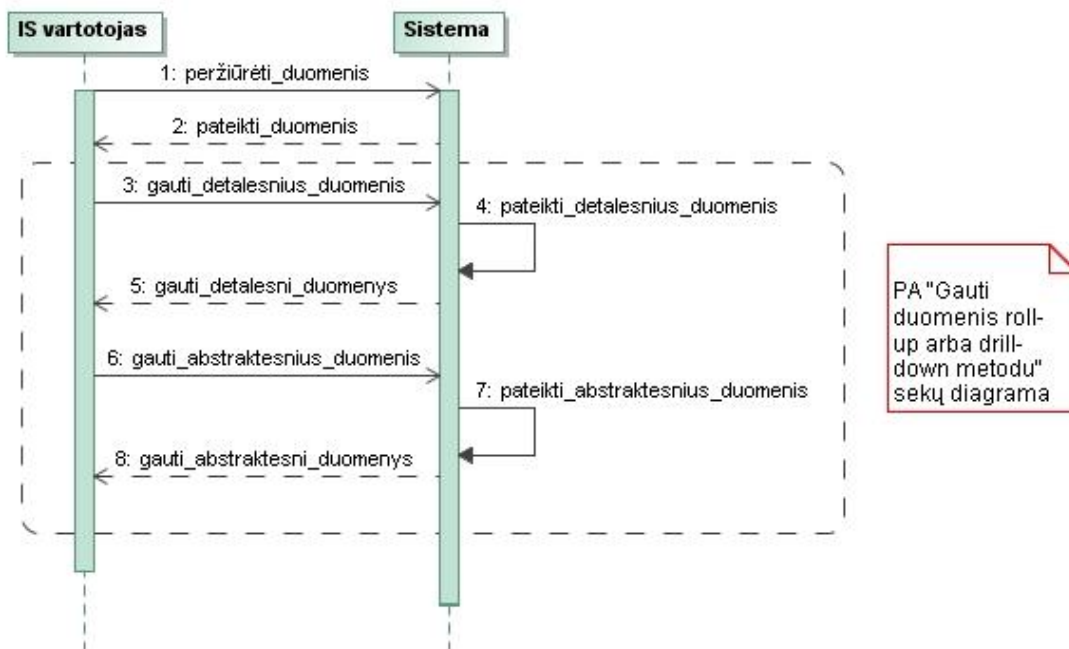 IS vartotojas
Sistema
1: peržiūrėti_duomenis
2: pateikti_duomenis
3: gauti_detalesnius_duomenis
4: pateikti_detalesnius_duomenis
5: gauti_detalesni_duomenys
6: gauti_abstraktesnius_duomenis
7: pateikti_abstraktesnius_duomenis
8: gauti_abstraktesni_duomenys
PA "Gauti
duomenis roll-
up arba drill-
down metodu"
sekų diagrama